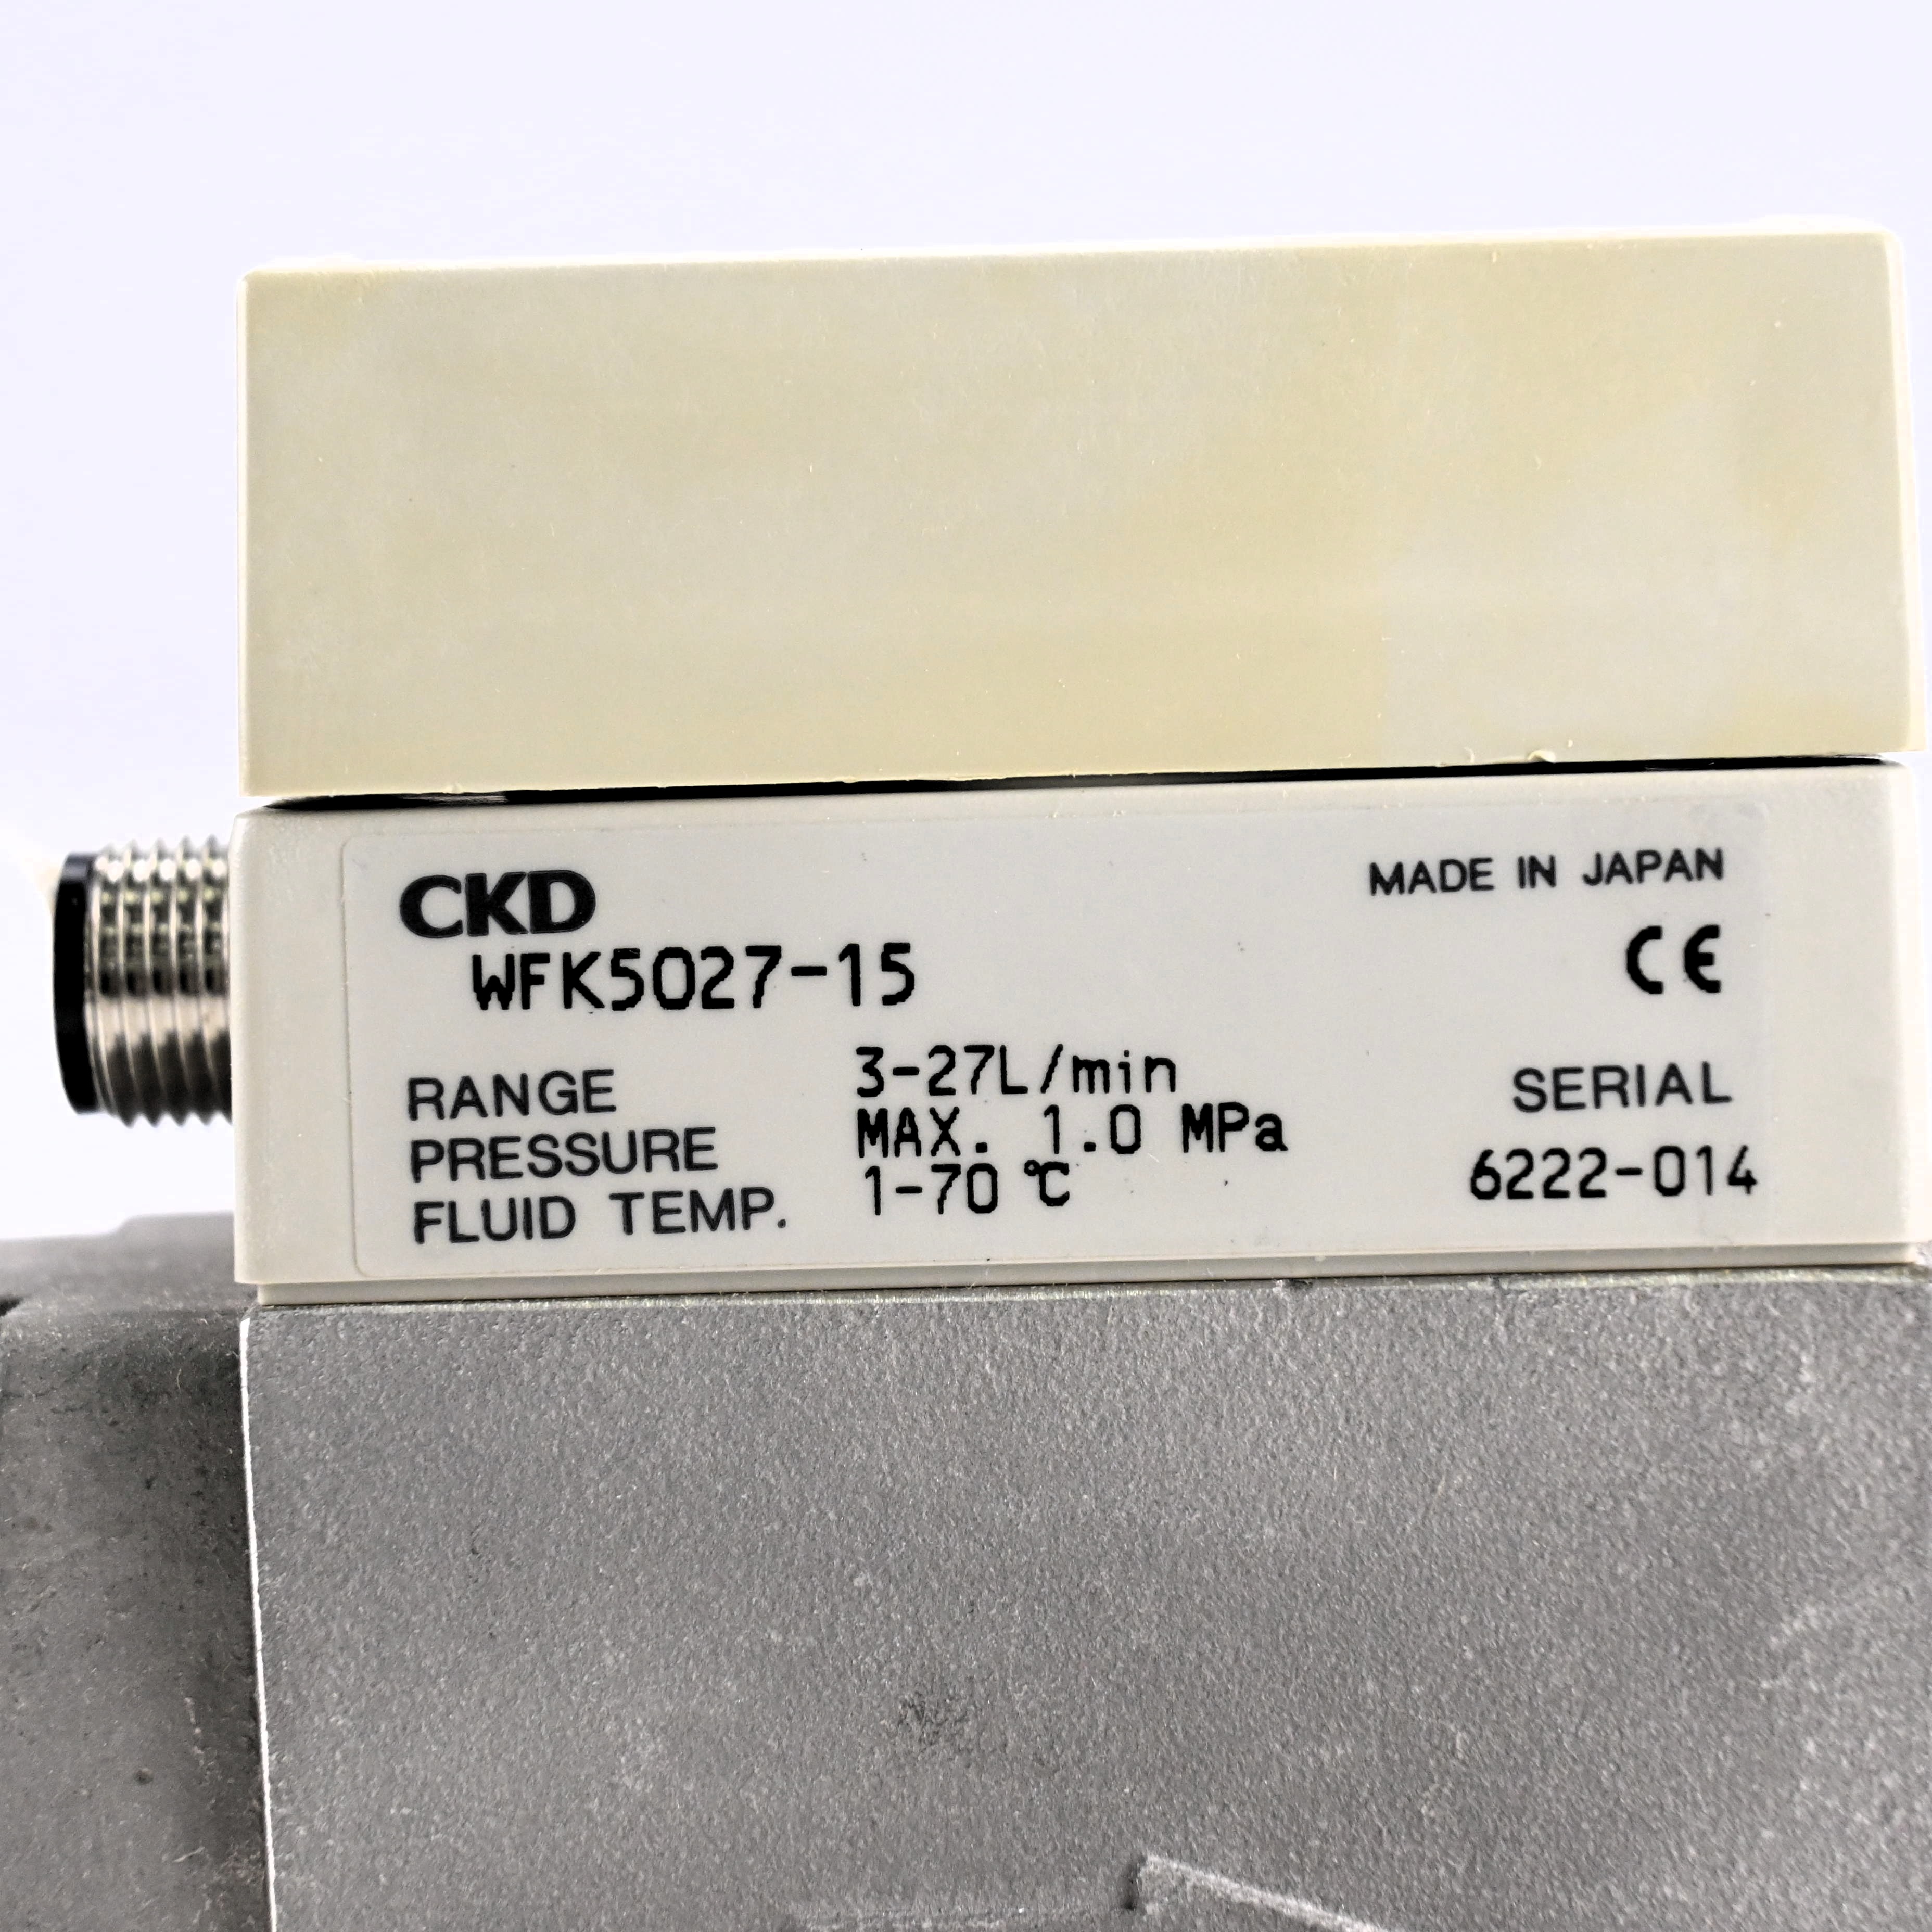 CKD
MADE IN JAPAN
WFK5027-15
CE
RANGE 3-27L/min
PRESSURE MAX. 1.0 MPa
FLUID TEMP. 1-70 ℃
SERIAL
6222-014